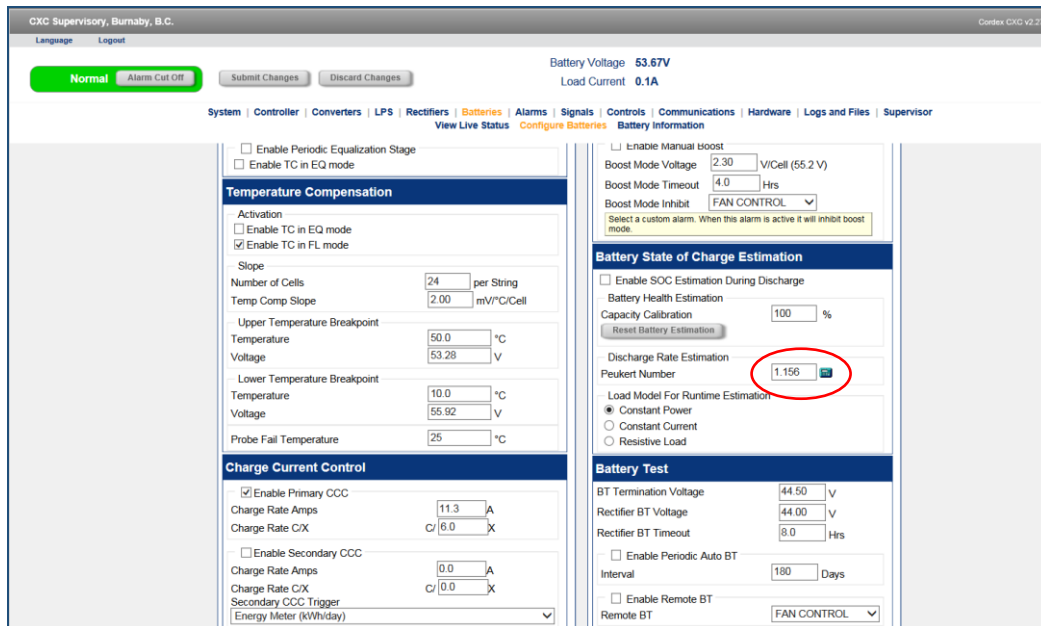 CXC Supervisory, Burnaby, B.C.
Cordex CXC v2.2
Language Logout
Normal Alarm Cut Off Submit Changes Discard Changes
Battery Voltage 53.67V
Load Current 0.1A
System | Controller | Converters | LPS | Rectifiers | Batteries | Alarms | Signals | Controls | Communications | Hardware | Logs and Files | Supervisor
View Live Status Configure Batteries Battery Information
Enable Periodic Equalization Stage
Enable TC in EQ mode
Temperature Compensation
Activation
Enable TC in EQ mode
Enable TC in FL mode
Slope
Number of Cells 24 per String
Temp Comp Slope 2.00 mV/°C/Cell
Upper Temperature Breakpoint
Temperature 50.0 °C
Voltage 53.28 V
Lower Temperature Breakpoint
Temperature 10.0 °C
Voltage 55.92 V
Probe Fail Temperature 25 °C
Charge Current Control
Enable Primary CCC
Charge Rate Amps 11.3 A
Charge Rate C/X C/ 6.0 X
Enable Secondary CCC
Charge Rate Amps 0.0 A
Charge Rate C/X C/ 0.0 X
Secondary CCC Trigger
Energy Meter (kWh/day)
Enable Manual Boost
Boost Mode Voltage 2.30 V/Cell (55.2 V)
Boost Mode Timeout 4.0 Hrs
Boost Mode Inhibit FAN CONTROL
Select a custom alarm. When this alarm is active it will inhibit boost
mode.
Battery State of Charge Estimation
Enable SOC Estimation During Discharge
Battery Health Estimation
Capacity Calibration 100 %
Reset Battery Estimation
Discharge Rate Estimation
Peukert Number 1.156
Load Model For Runtime Estimation
Constant Power
Constant Current
Resistive Load
Battery Test
BT Termination Voltage 44.50 V
Rectifier BT Voltage 44.00 V
Rectifier BT Timeout 8.0 Hrs
Enable Periodic Auto BT
Interval 180 Days
Enable Remote BT
Remote BT FAN CONTROL